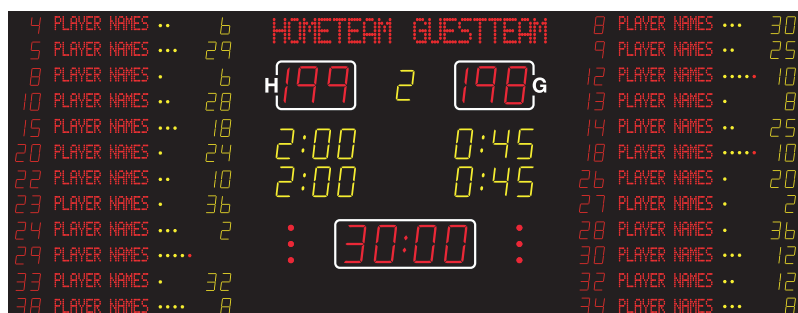 HOMETEAM GUESTTEAM
H 199 2 198 G
2:00 0:45
2:00 0:45
30:00
4 PLAYER NAMES •• 6
5 PLAYER NAMES ••• 29
8 PLAYER NAMES • 6
10 PLAYER NAMES •• 28
15 PLAYER NAMES ••• 18
20 PLAYER NAMES • 24
22 PLAYER NAMES •• 10
23 PLAYER NAMES • 36
24 PLAYER NAMES ••• 2
29 PLAYER NAMES •••••
33 PLAYER NAMES • 32
38 PLAYER NAMES •••• 8
8 PLAYER NAMES ••• 30
9 PLAYER NAMES •• 25
12 PLAYER NAMES ••••• 10
13 PLAYER NAMES • 8
14 PLAYER NAMES •• 25
18 PLAYER NAMES ••••• 10
26 PLAYER NAMES • 20
27 PLAYER NAMES • 2
28 PLAYER NAMES • 36
30 PLAYER NAMES ••• 12
32 PLAYER NAMES •• 12
34 PLAYER NAMES ••• 8